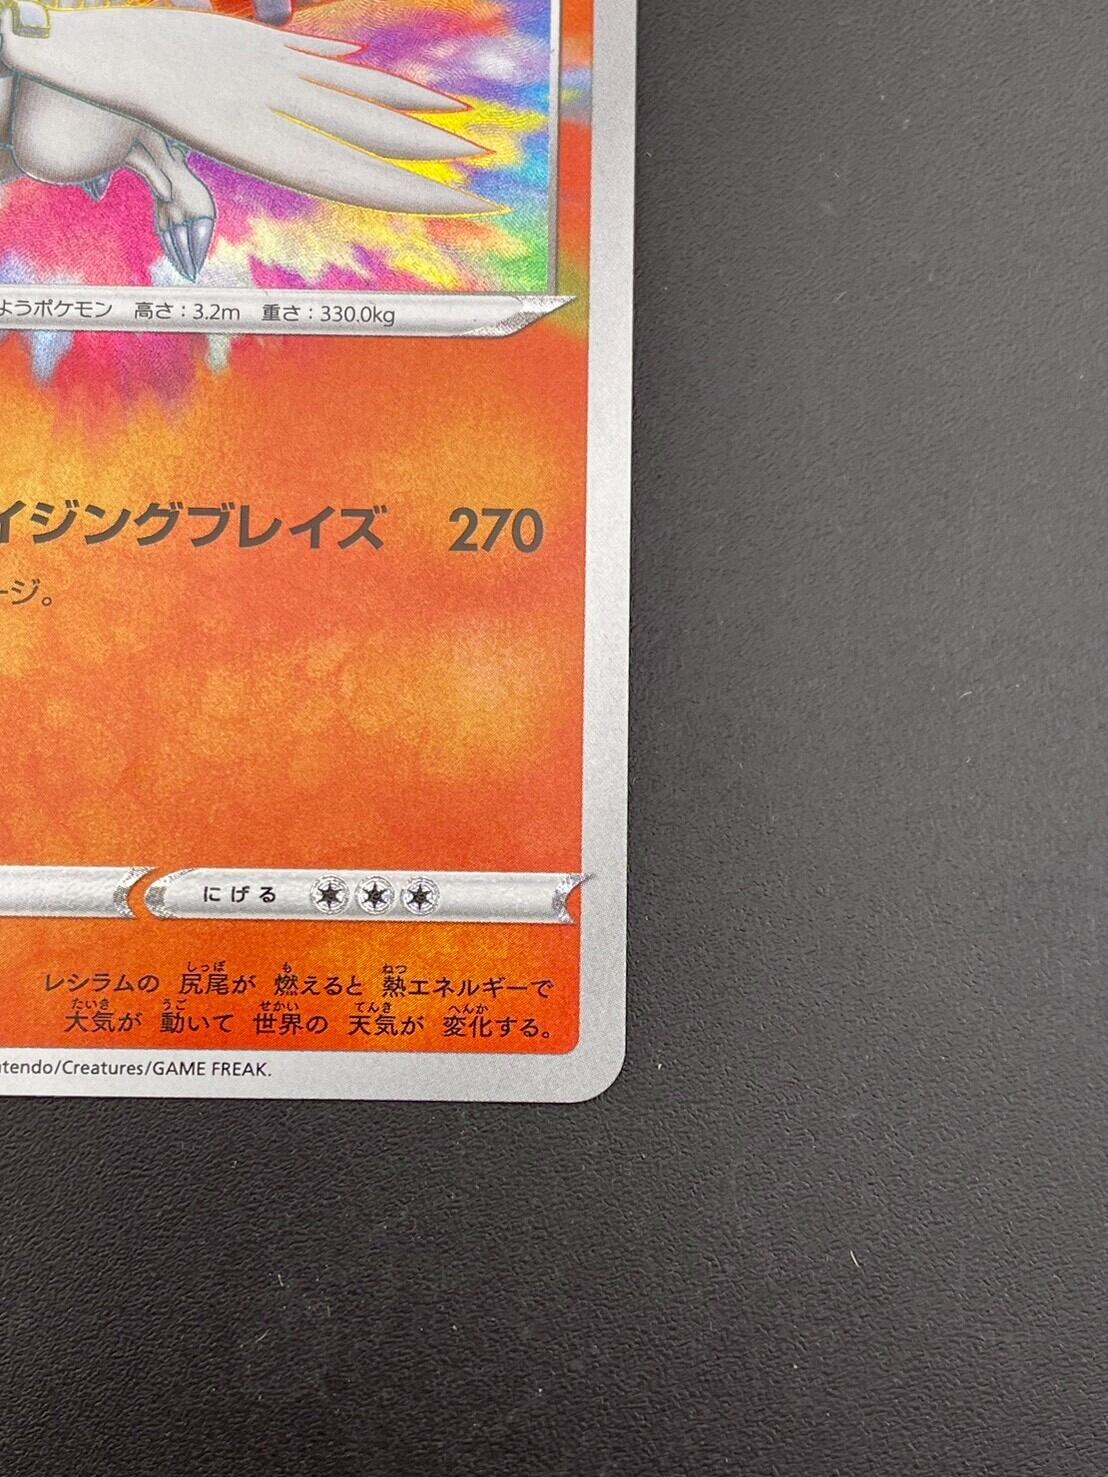 ようポケモン 高さ：3.2m 重さ：330.0kg
イジングブレイズ 270
ージ。
にげる
レシラムの 尻尾が 燃えると 熱エネルギーで
大気が 動いて 世界の 天気が 変化する。
ntendo/Creatures/GAME FREAK.